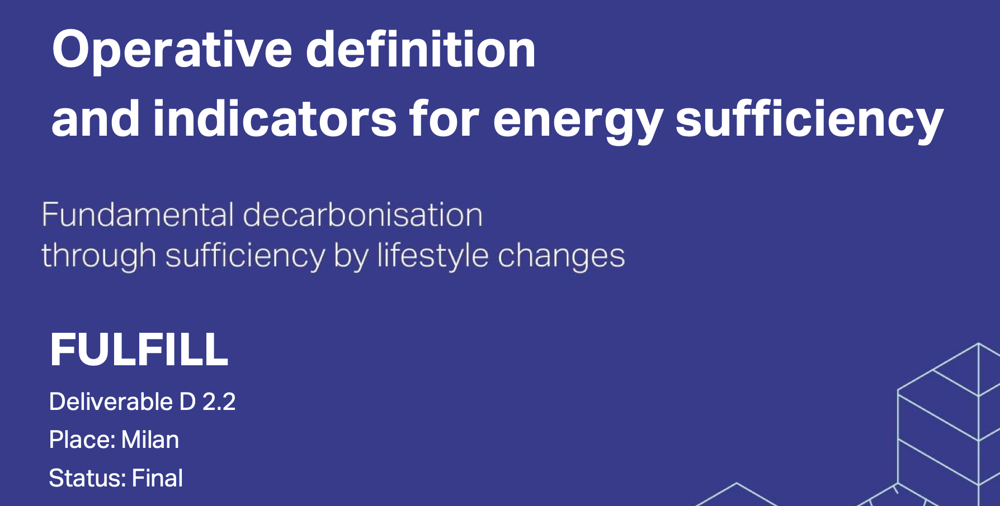 Operative definition
and indicators for energy sufficiency
Fundamental decarbonisation
through sufficiency by lifestyle changes
FULFILL
Deliverable D 2.2
Place: Milan
Status: Final